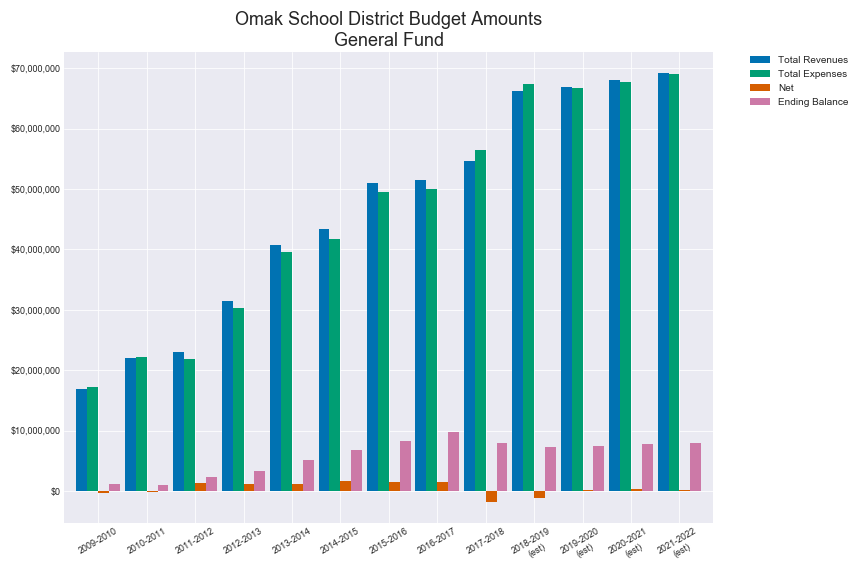 Omak School District Budget Amounts
General Fund
Total Revenues
Total Expenses
Net
Ending Balance
$70,000,000
$60,000,000
$50,000,000
$40,000,000
$30,000,000
$20,000,000
$10,000,000
$0
2009-2010
2010-2011
2011-2012
2012-2013
2013-2014
2014-2015
2015-2016
2016-2017
2017-2018
2018-2019
(est)
2019-2020
(est)
2020-2021
(est)
2021-2022
(est)